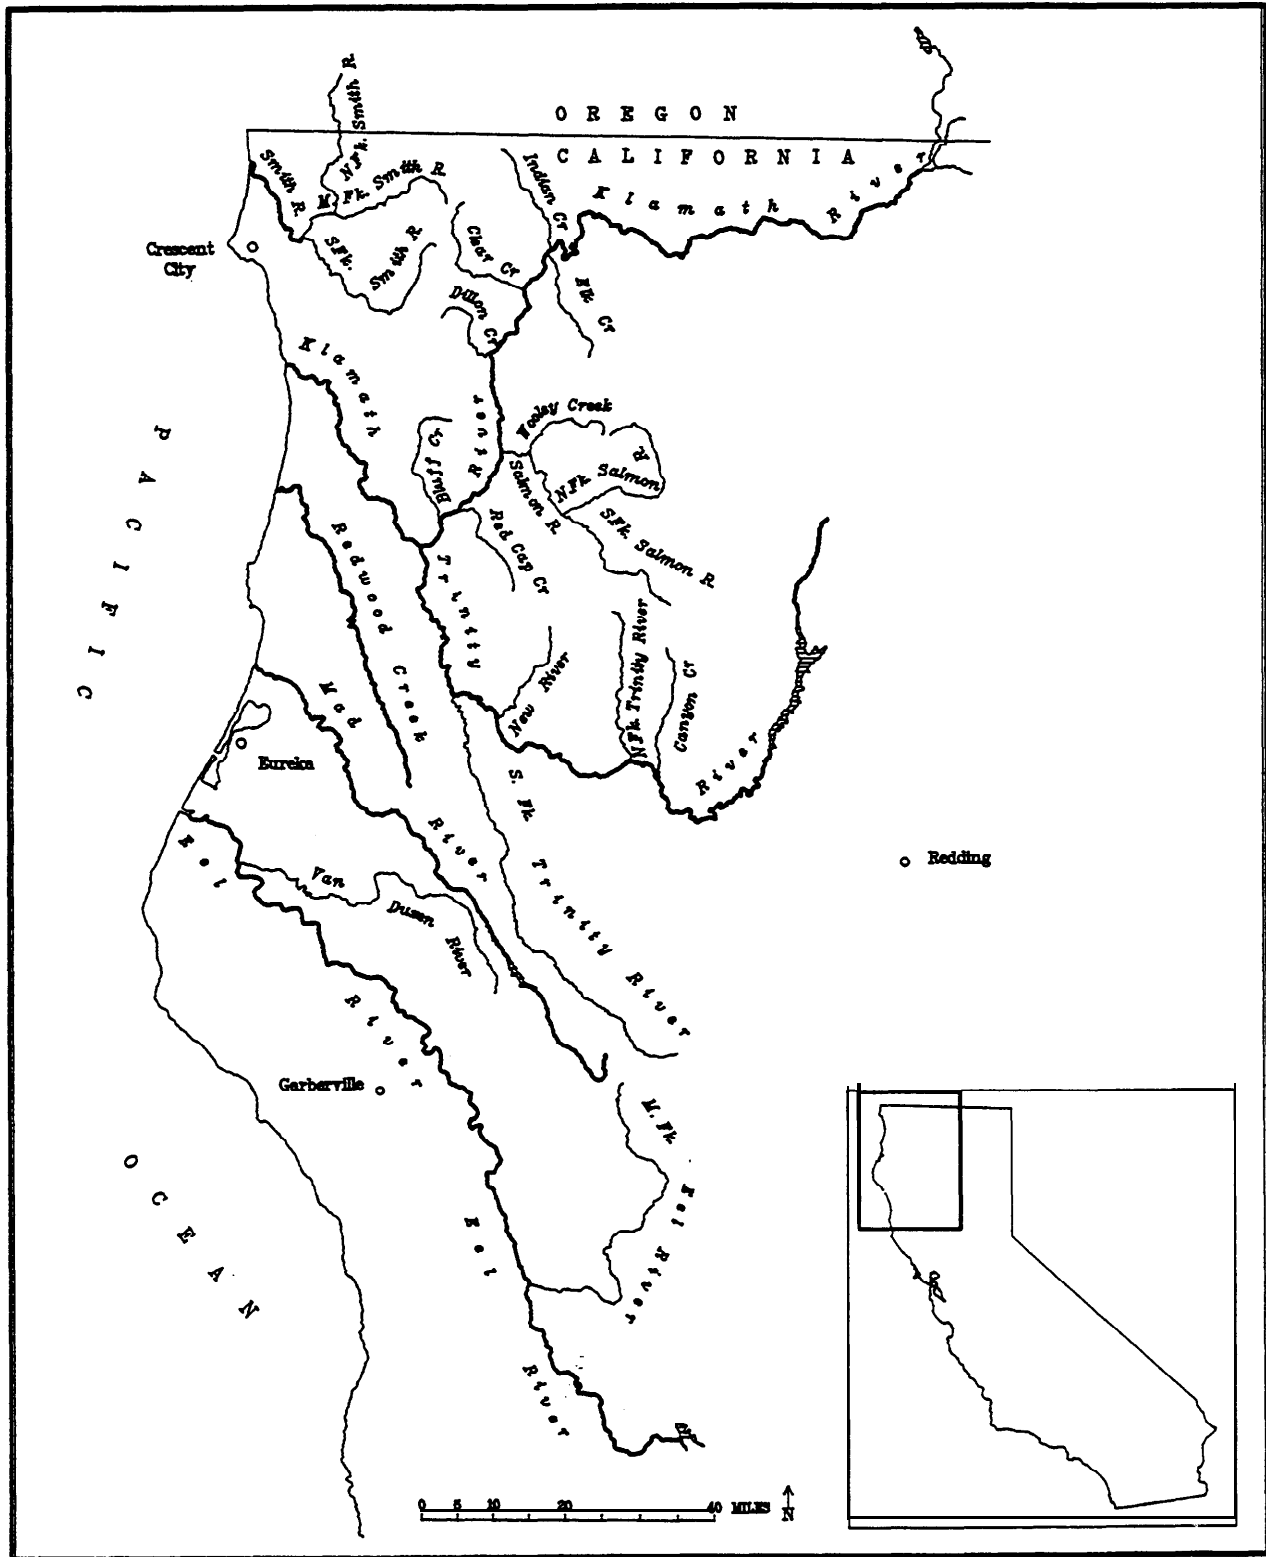 OREGON
CALIFORNIA
N.Fk. Smith R.
Smith R.
M. Fk. Smith R.
S.Fk. Smith R.
Indian Cr
Klamath River
Clear Cr
Crescent
City
Dillon Cr
Elk Cr
Klamath
River
Wooley Creek
Bluff Cr
Salmon R.
N.Fk Salmon R.
S.Fk. Salmon R.
Red Cap Cr
PACIFIC
Redwood Creek
Trinity
New River
N.Fk Trinity River
Canyon Cr
River
Mad
River
Eureka
S. Fk Trinity River
Redding
Eel
River
Van Dusen River
Garberville
M. Fk Eel River
OCEAN
Eel
River
0 5 10 20 40 MILES
N